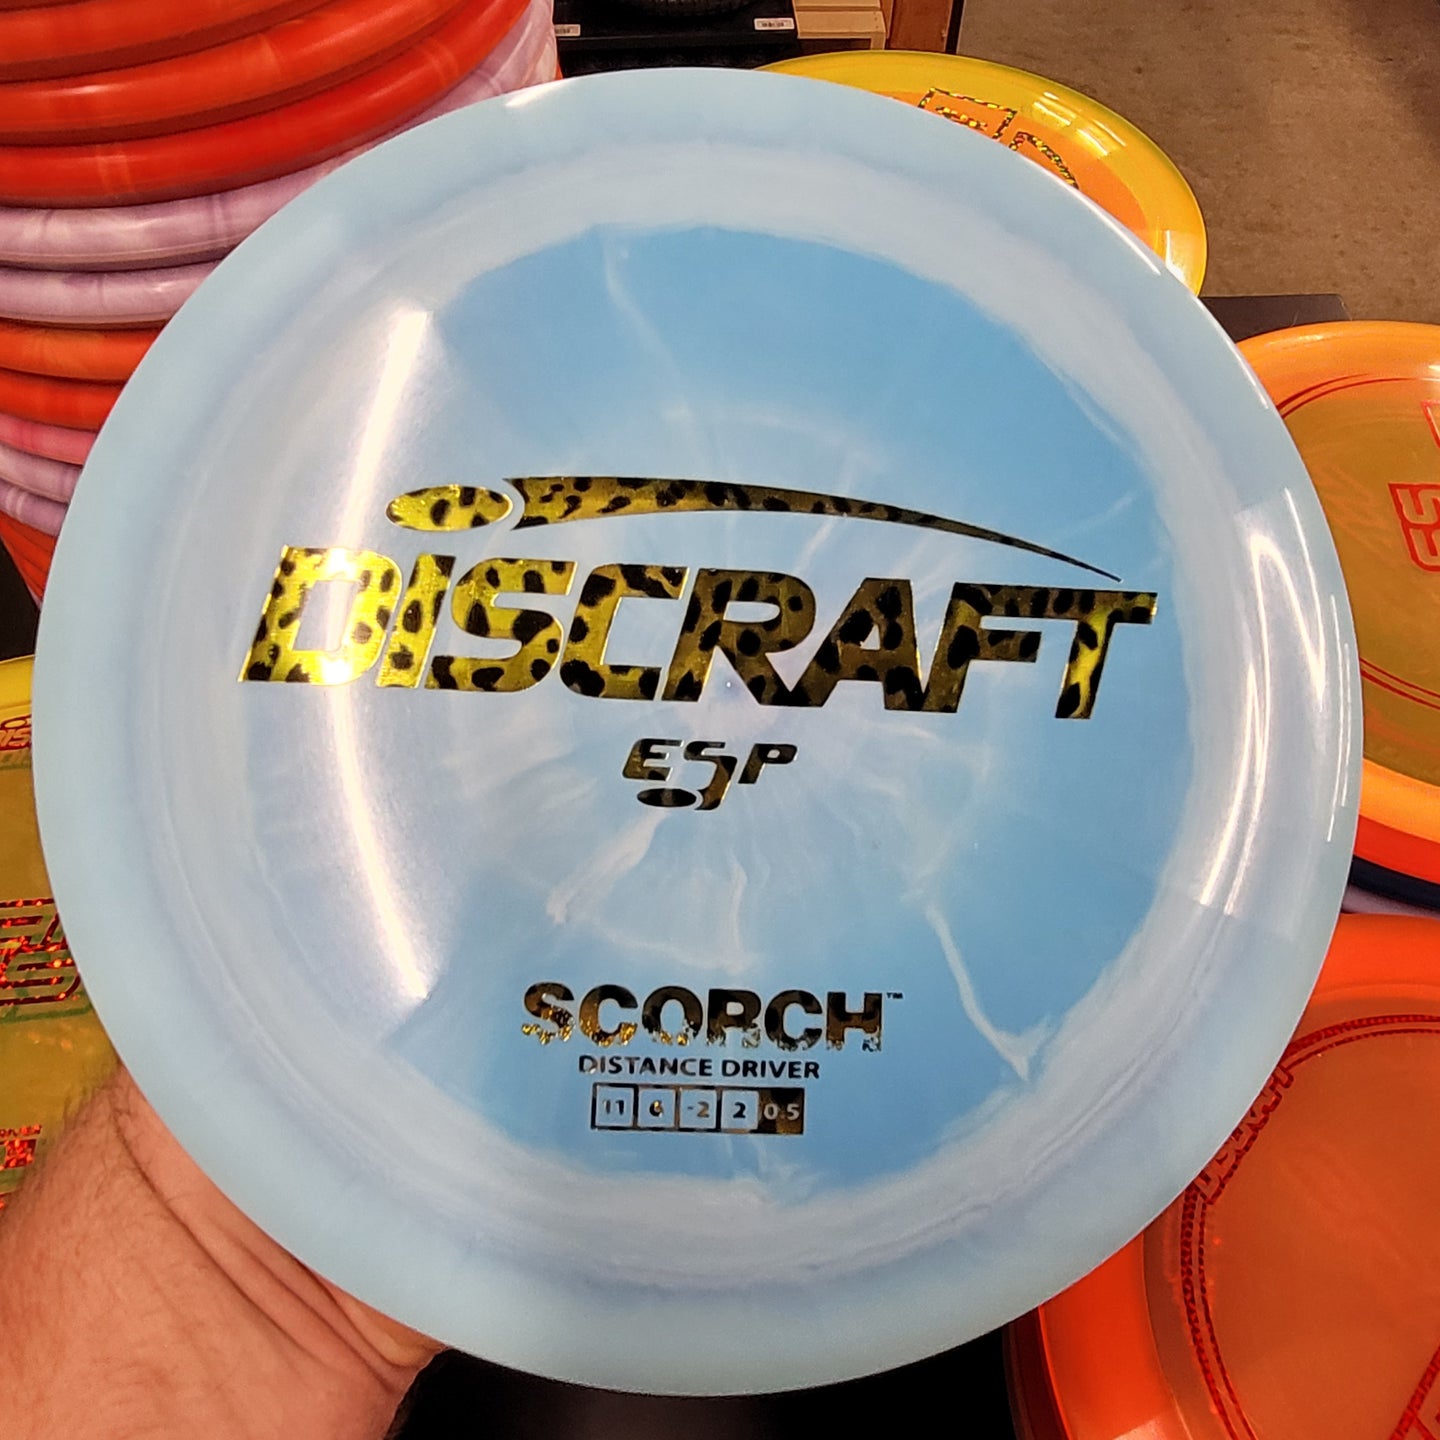 DISCRAFT
ESP
SCORCH™
DISTANCE DRIVER
11 6 -2 2 0.5